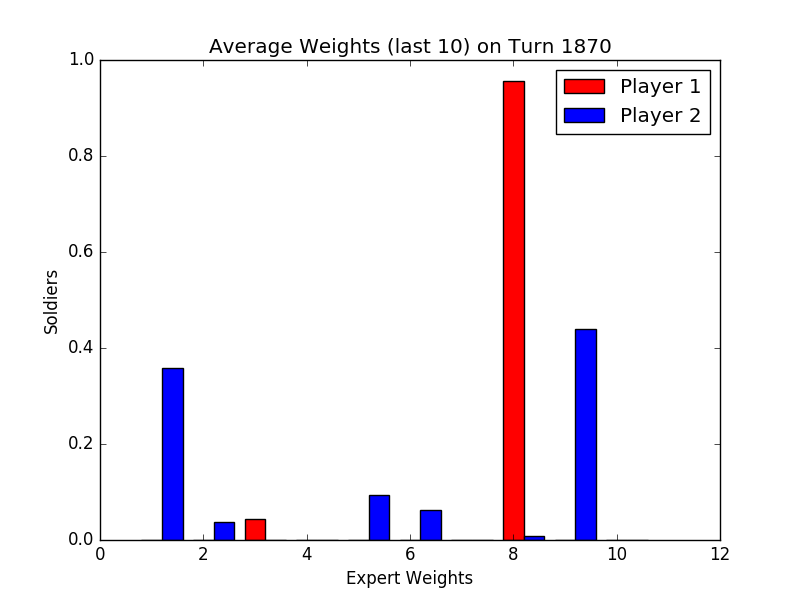 Average Weights (last 10) on Turn 1870
1.0
0.8
0.6
0.4
0.2
0.0
Soldiers
Player 1
Player 2
0 2 4 6 8 10 12
Expert Weights